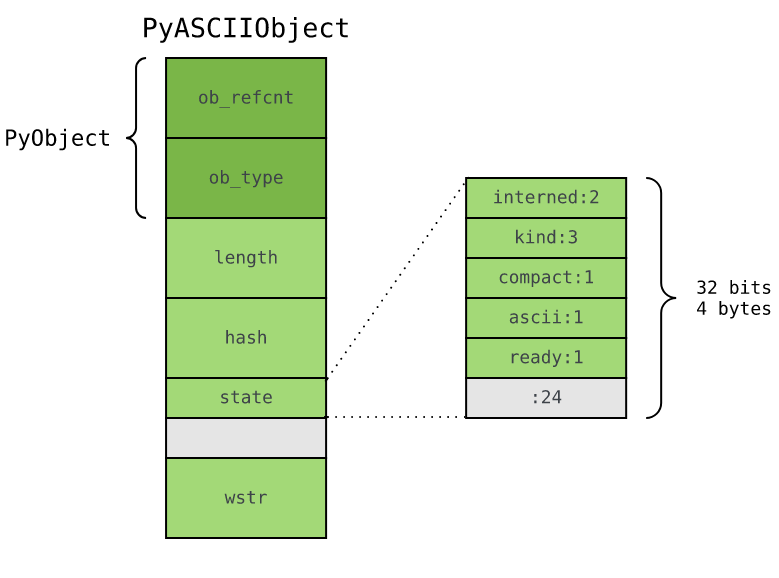 PyASCIIObject
PyObject
ob_refcnt
ob_type
length
hash
state
wstr
interned:2
kind:3
compact:1
ascii:1
ready:1
:24
32 bits
4 bytes